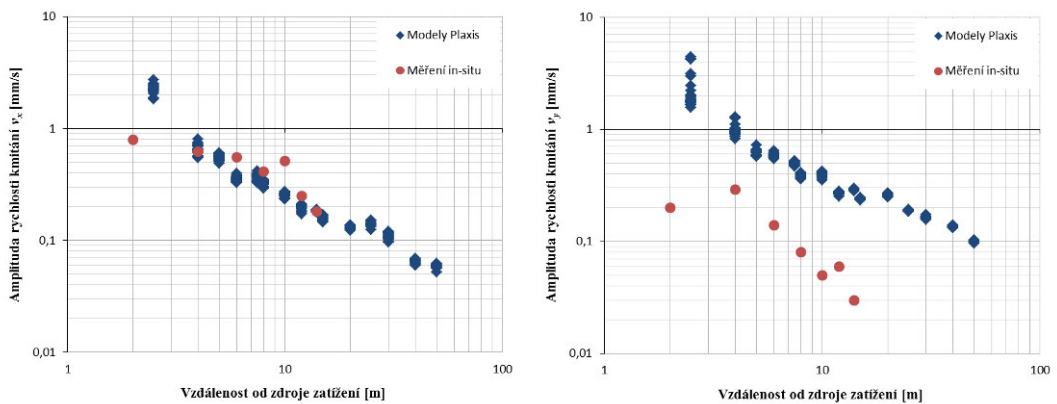 Amplituda rychlosti kmitání vx [mm/s]
10
1
0,1
0,01
Modely Plaxis
Měření in-situ
1
10
100
Vzdálenost od zdroje zatížení [m]
Amplituda rychlosti kmitání vy [mm/s]
10
1
0,1
0,01
Modely Plaxis
Měření in-situ
1
10
100
Vzdálenost od zdroje zatížení [m]